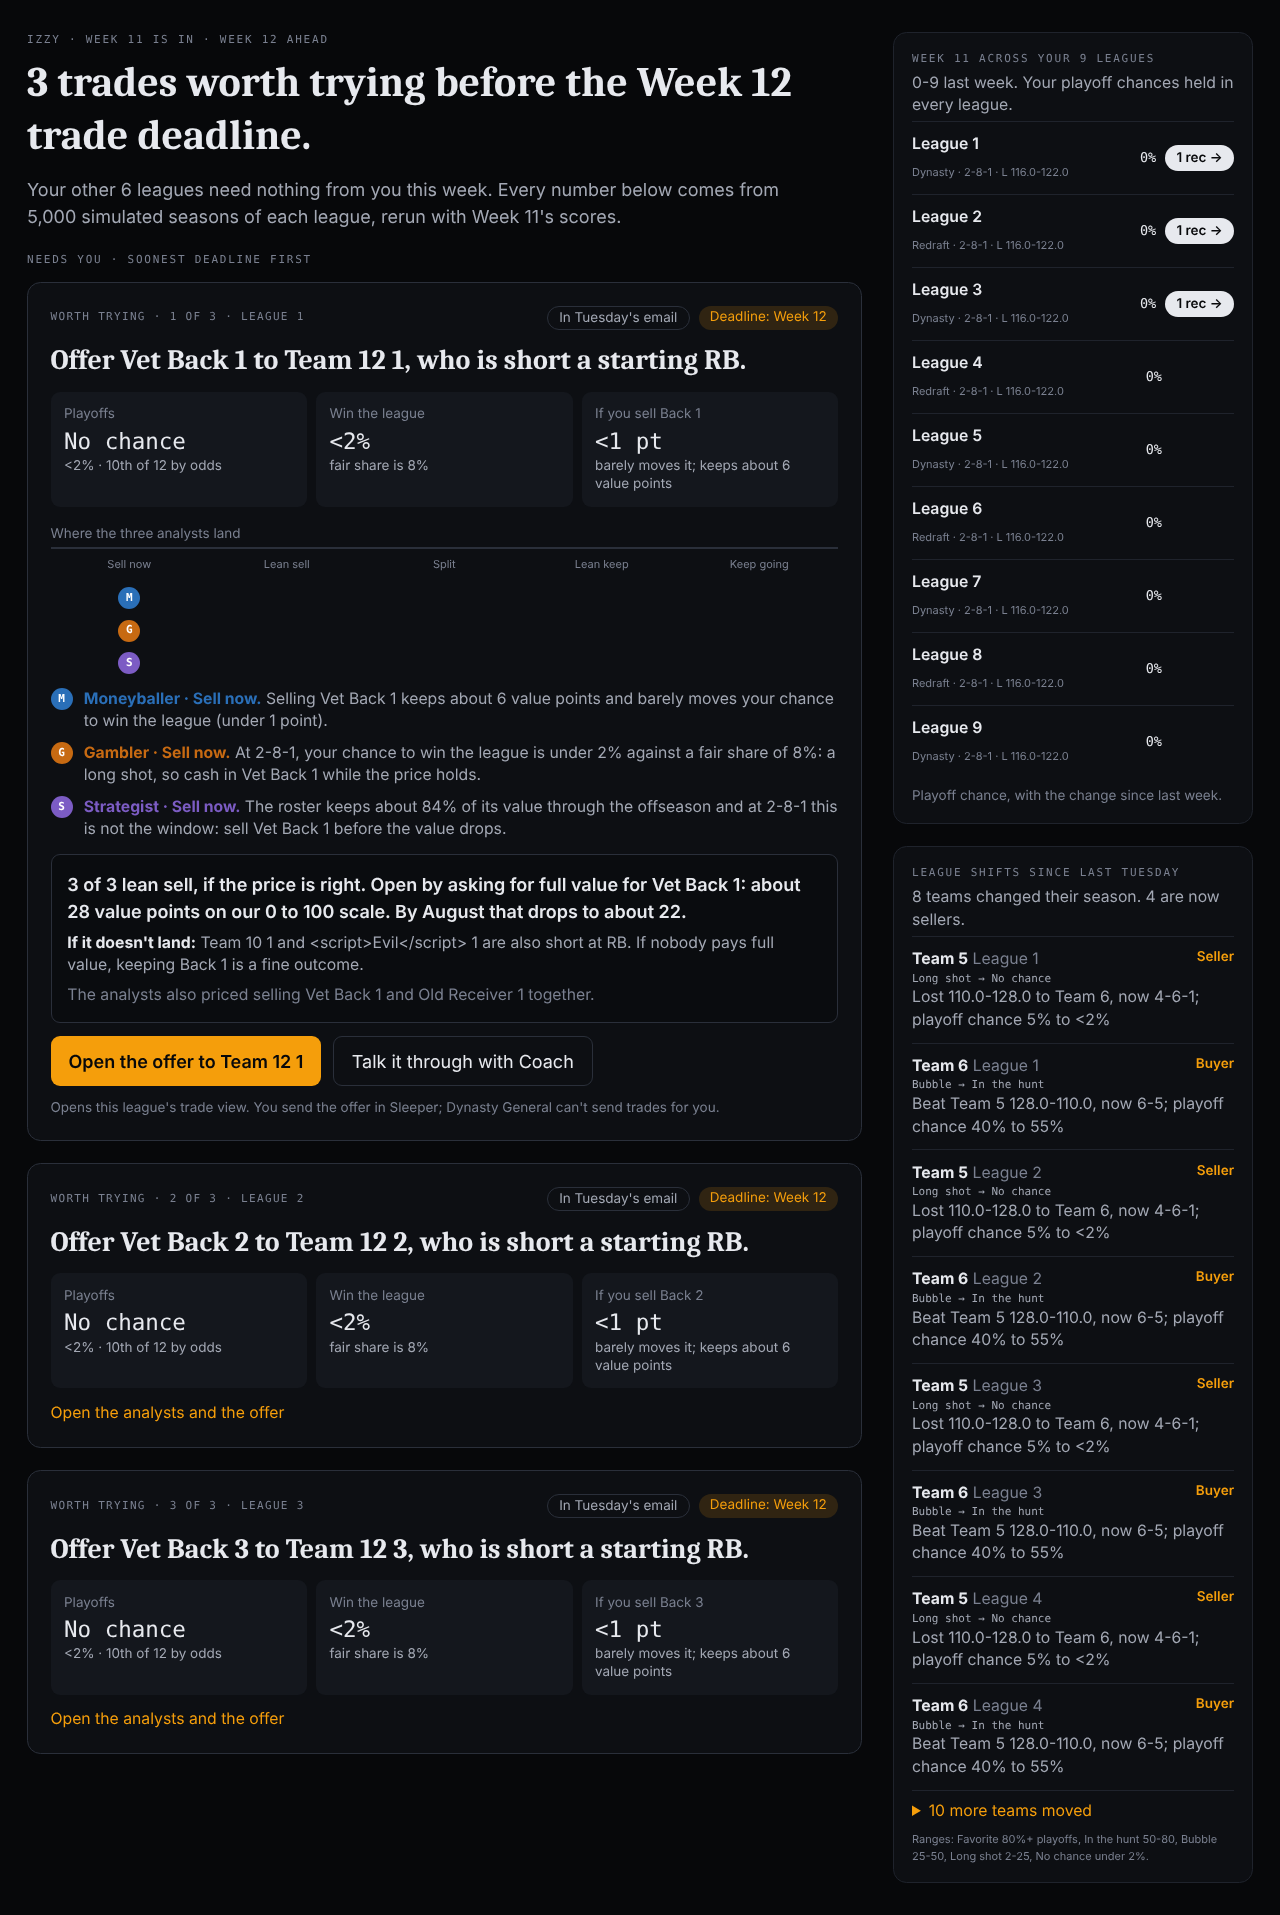 IZZY · WEEK 11 IS IN · WEEK 12 AHEAD
3 trades worth trying before the Week 12
trade deadline.
Your other 6 leagues need nothing from you this week. Every number below comes from
5,000 simulated seasons of each league, rerun with Week 11's scores.
NEEDS YOU · SOONEST DEADLINE FIRST
WORTH TRYING · 1 OF 3 · LEAGUE 1
In Tuesday's email
Deadline: Week 12
Offer Vet Back 1 to Team 12 1, who is short a starting RB.
Playoffs
No chance
<2% · 10th of 12 by odds
Win the league
<2%
fair share is 8%
If you sell Back 1
<1 pt
barely moves it; keeps about 6
value points
Where the three analysts land
Sell now
Lean sell
Split
Lean keep
Keep going
M
G
S
M Moneyballer · Sell now. Selling Vet Back 1 keeps about 6 value points and barely moves your chance
to win the league (under 1 point).
G Gambler · Sell now. At 2-8-1, your chance to win the league is under 2% against a fair share of 8%: a
long shot, so cash in Vet Back 1 while the price holds.
S Strategist · Sell now. The roster keeps about 84% of its value through the offseason and at 2-8-1 this
is not the window: sell Vet Back 1 before the value drops.
3 of 3 lean sell, if the price is right. Open by asking for full value for Vet Back 1: about
28 value points on our 0 to 100 scale. By August that drops to about 22.
If it doesn't land: Team 10 1 and <script>Evil</script> 1 are also short at RB. If nobody pays full
value, keeping Back 1 is a fine outcome.
The analysts also priced selling Vet Back 1 and Old Receiver 1 together.
Open the offer to Team 12 1
Talk it through with Coach
Opens this league's trade view. You send the offer in Sleeper; Dynasty General can't send trades for you.
WORTH TRYING · 2 OF 3 · LEAGUE 2
In Tuesday's email
Deadline: Week 12
Offer Vet Back 2 to Team 12 2, who is short a starting RB.
Playoffs
No chance
<2% · 10th of 12 by odds
Win the league
<2%
fair share is 8%
If you sell Back 2
<1 pt
barely moves it; keeps about 6
value points
Open the analysts and the offer
WORTH TRYING · 3 OF 3 · LEAGUE 3
In Tuesday's email
Deadline: Week 12
Offer Vet Back 3 to Team 12 3, who is short a starting RB.
Playoffs
No chance
<2% · 10th of 12 by odds
Win the league
<2%
fair share is 8%
If you sell Back 3
<1 pt
barely moves it; keeps about 6
value points
Open the analysts and the offer
WEEK 11 ACROSS YOUR 9 LEAGUES
0-9 last week. Your playoff chances held in
every league.
League 1
Dynasty · 2-8-1 · L 116.0-122.0
0%
1 rec →
League 2
Redraft · 2-8-1 · L 116.0-122.0
0%
1 rec →
League 3
Dynasty · 2-8-1 · L 116.0-122.0
0%
1 rec →
League 4
Redraft · 2-8-1 · L 116.0-122.0
0%
League 5
Dynasty · 2-8-1 · L 116.0-122.0
0%
League 6
Redraft · 2-8-1 · L 116.0-122.0
0%
League 7
Dynasty · 2-8-1 · L 116.0-122.0
0%
League 8
Redraft · 2-8-1 · L 116.0-122.0
0%
League 9
Dynasty · 2-8-1 · L 116.0-122.0
0%
Playoff chance, with the change since last week.
LEAGUE SHIFTS SINCE LAST TUESDAY
8 teams changed their season. 4 are now
sellers.
Team 5 League 1
Seller
Long shot → No chance
Lost 110.0-128.0 to Team 6, now 4-6-1;
playoff chance 5% to <2%
Team 6 League 1
Buyer
Bubble → In the hunt
Beat Team 5 128.0-110.0, now 6-5; playoff
chance 40% to 55%
Team 5 League 2
Seller
Long shot → No chance
Lost 110.0-128.0 to Team 6, now 4-6-1;
playoff chance 5% to <2%
Team 6 League 2
Buyer
Bubble → In the hunt
Beat Team 5 128.0-110.0, now 6-5; playoff
chance 40% to 55%
Team 5 League 3
Seller
Long shot → No chance
Lost 110.0-128.0 to Team 6, now 4-6-1;
playoff chance 5% to <2%
Team 6 League 3
Buyer
Bubble → In the hunt
Beat Team 5 128.0-110.0, now 6-5; playoff
chance 40% to 55%
Team 5 League 4
Seller
Long shot → No chance
Lost 110.0-128.0 to Team 6, now 4-6-1;
playoff chance 5% to <2%
Team 6 League 4
Buyer
Bubble → In the hunt
Beat Team 5 128.0-110.0, now 6-5; playoff
chance 40% to 55%
10 more teams moved
Ranges: Favorite 80%+ playoffs, In the hunt 50-80, Bubble
25-50, Long shot 2-25, No chance under 2%.